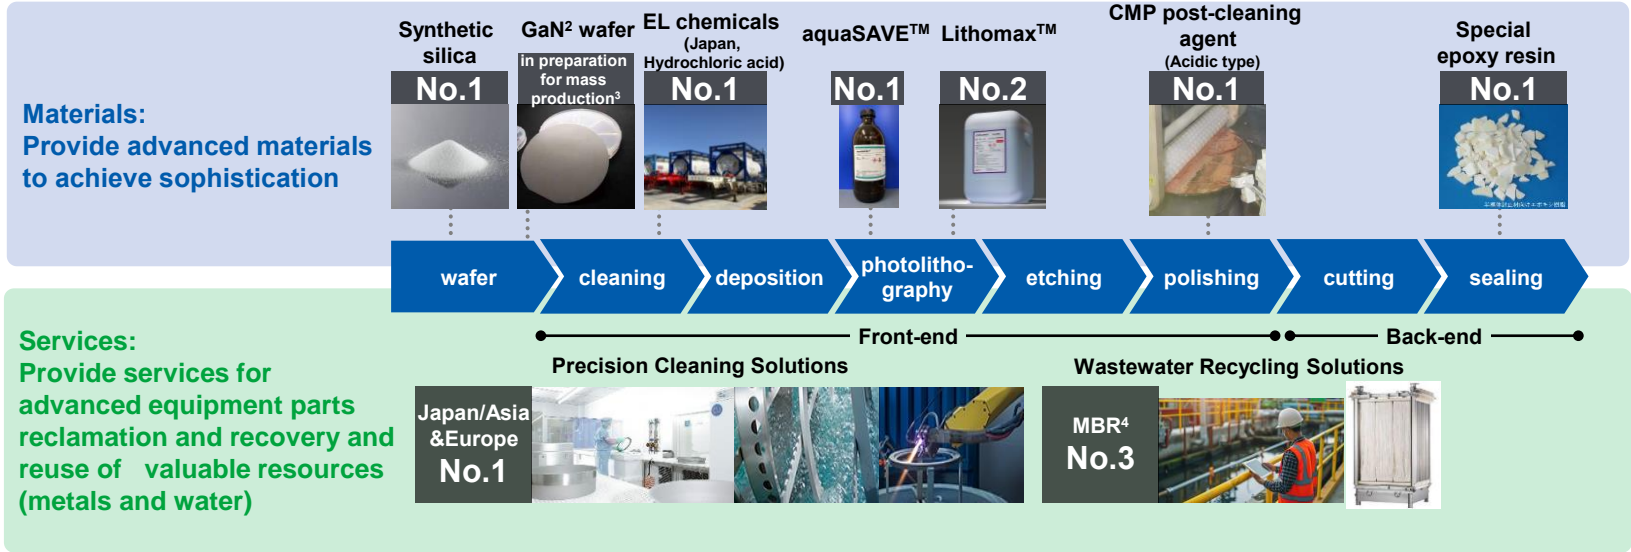 Synthetic
silica
No.1
GaN² wafer
in preparation
for mass
production³
EL chemicals
(Japan,
Hydrochloric acid)
No.1
aquaSAVE™
No.1
Lithomax™
No.2
CMP post-cleaning
agent
(Acidic type)
No.1
Special
epoxy resin
No.1
Materials:
Provide advanced materials
to achieve sophistication
wafer
cleaning
deposition
photolitho-
graphy
etching
polishing
cutting
sealing
Front-end
Back-end
Services:
Provide services for
advanced equipment parts
reclamation and recovery and
reuse of valuable resources
(metals and water)
Precision Cleaning Solutions
Japan/Asia
&Europe
No.1
Wastewater Recycling Solutions
MBR⁴
No.3